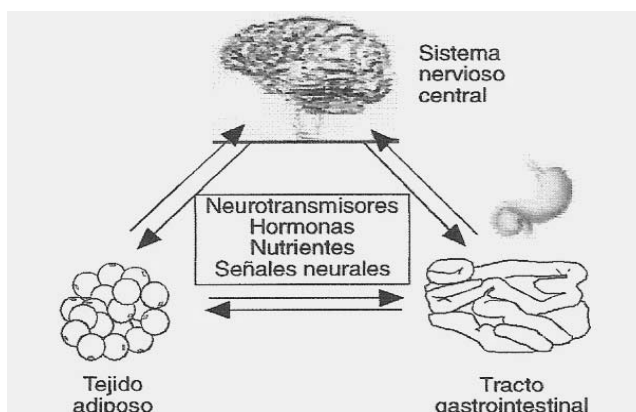 Sistema
nervioso
central
Neurotransmisores
Hormonas
Nutrientes
Señales neurales
Tejido
adiposo
Tracto
gastrointestinal